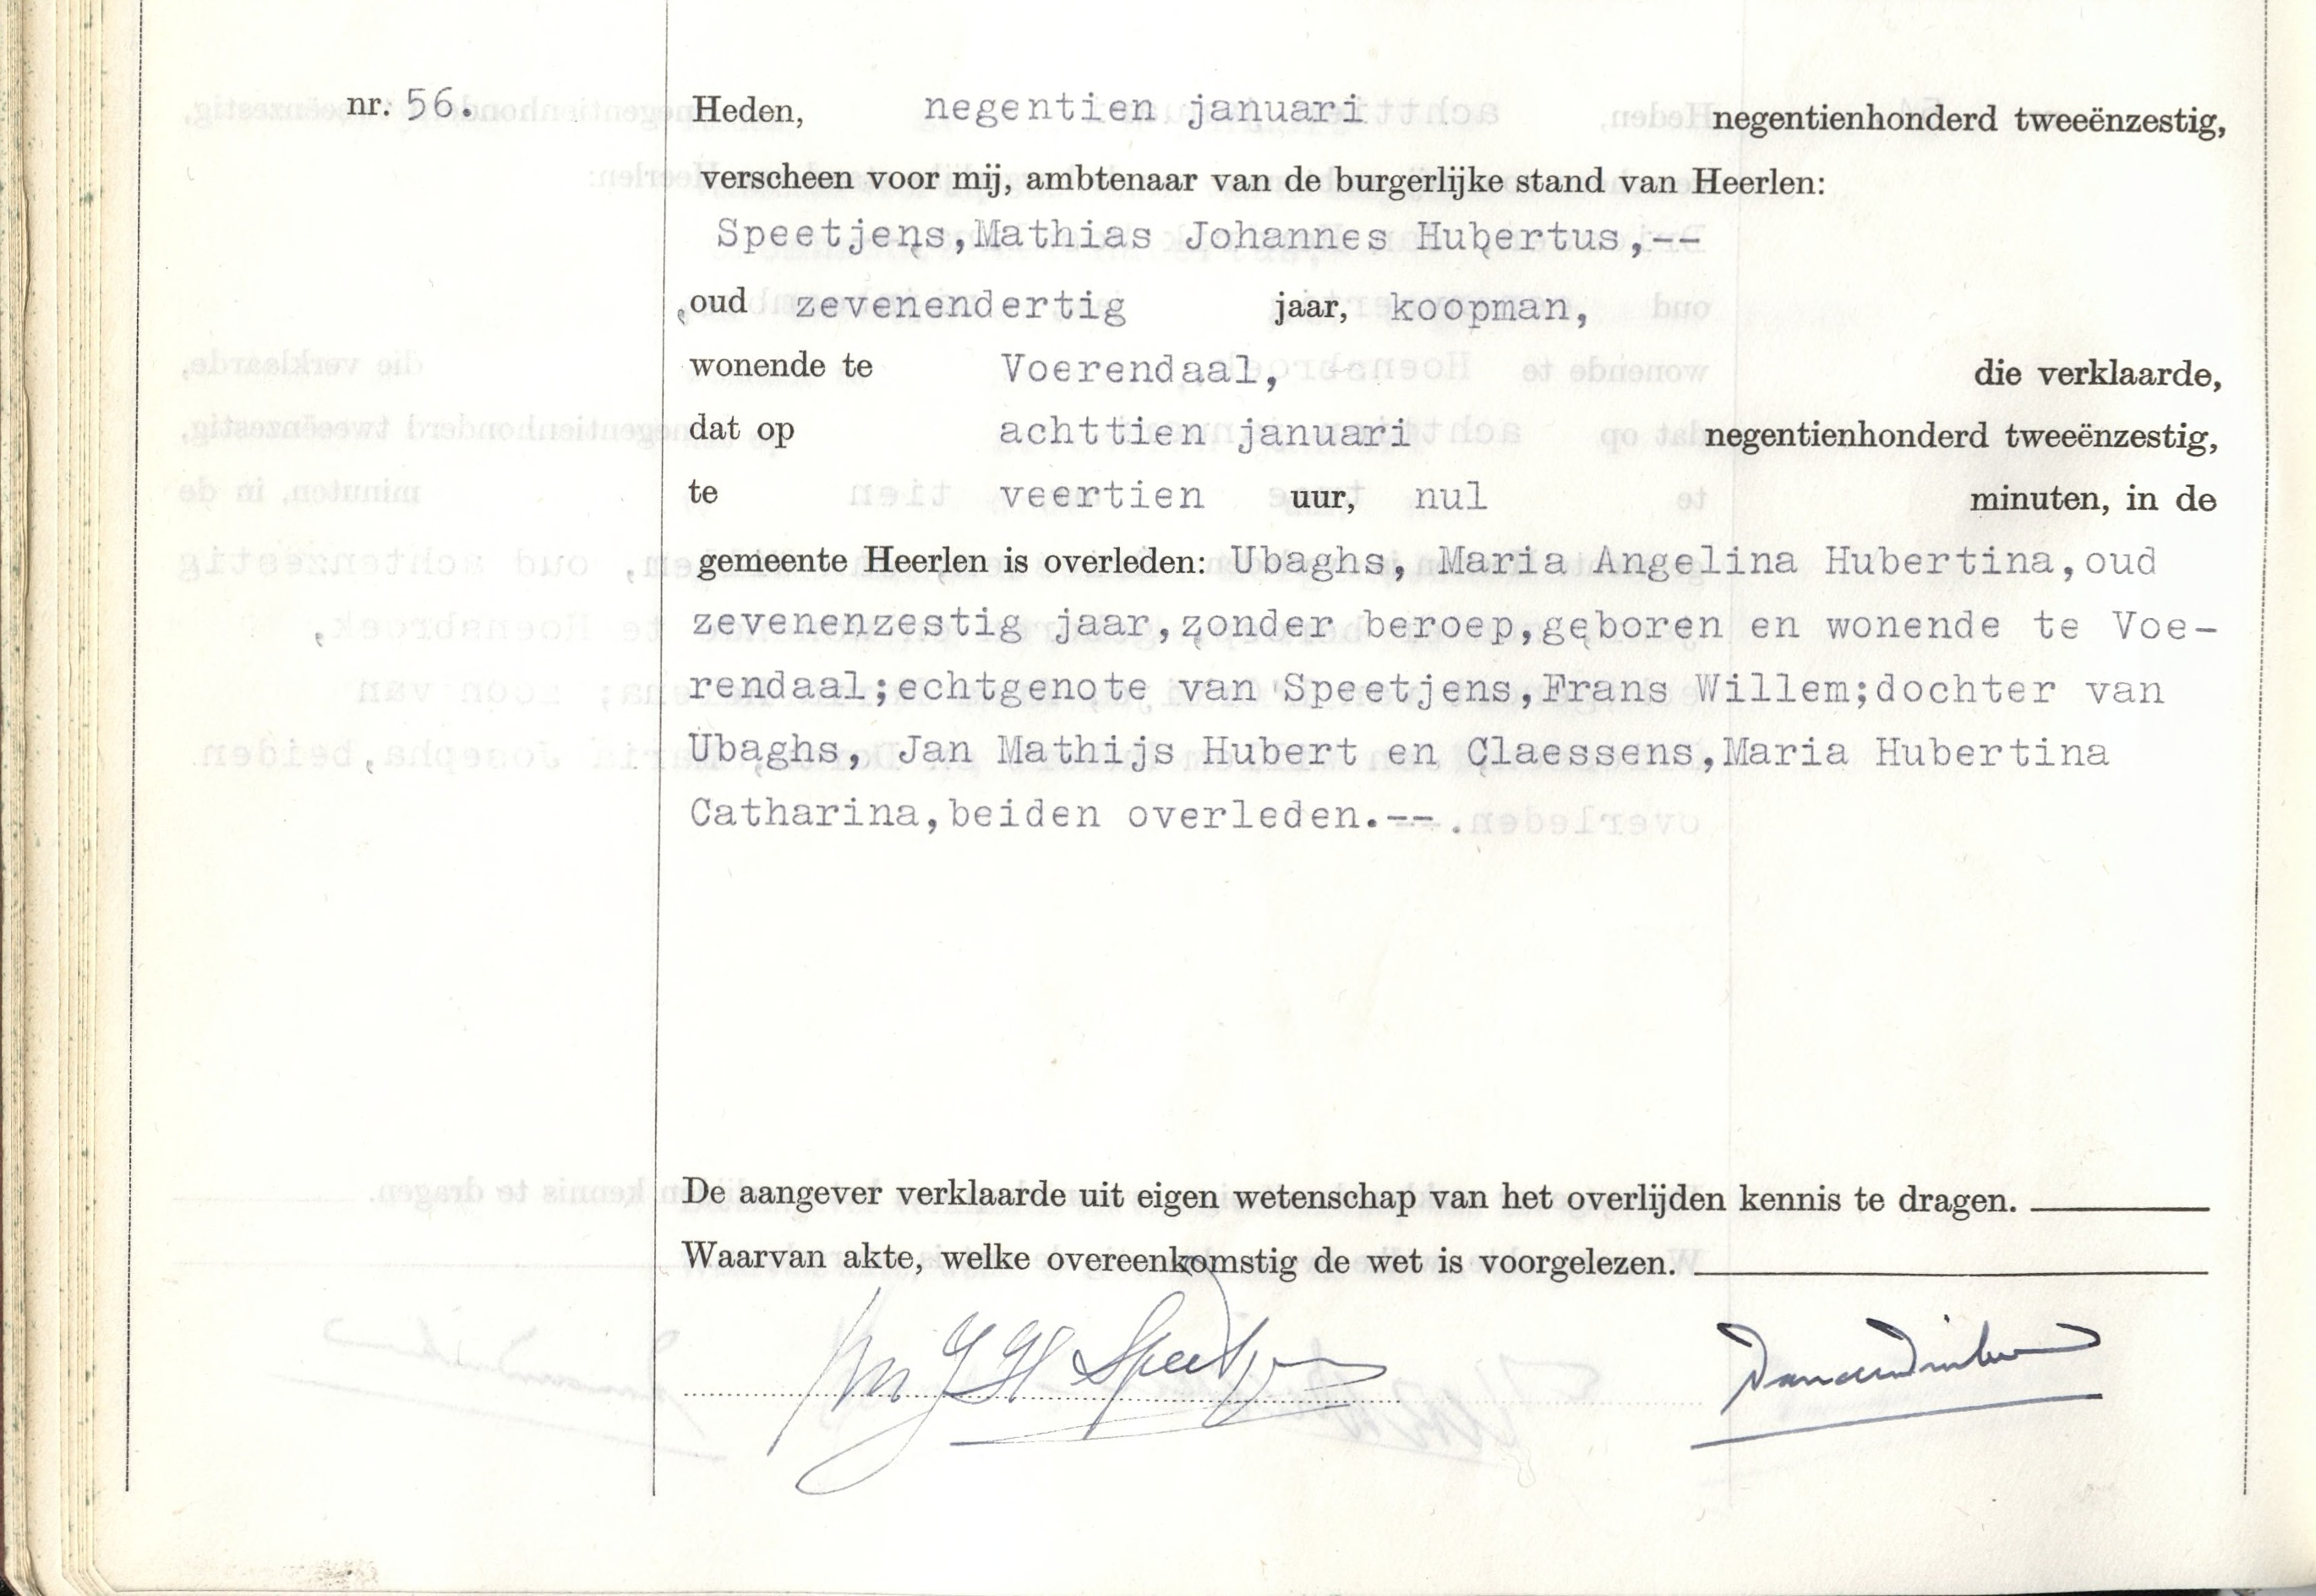 nr. 56.
Heden, negentien januari negentienhonderd tweeënzestig,
verscheen voor mij, ambtenaar van de burgerlijke stand van Heerlen:
Speetjens,Mathias Johannes Hubertus,--
oud zevenendertig jaar, koopman,
wonende te Voerendaal, die verklaarde,
dat op achttien januari negentienhonderd tweeënzestig,
te veertien uur, nul minuten, in de
gemeente Heerlen is overleden: Ubaghs, Maria Angelina Hubertina,oud
zevenenzestig jaar,zonder beroep,geboren en wonende te Voe-
rendaal;echtgenote van Speetjens,Frans Willem;dochter van
Ubaghs, Jan Mathijs Hubert en Claessens,Maria Hubertina
Catharina,beiden overleden.--.
De aangever verklaarde uit eigen wetenschap van het overlijden kennis te dragen.
Waarvan akte, welke overeenkomstig de wet is voorgelezen.
M J H Speetjens